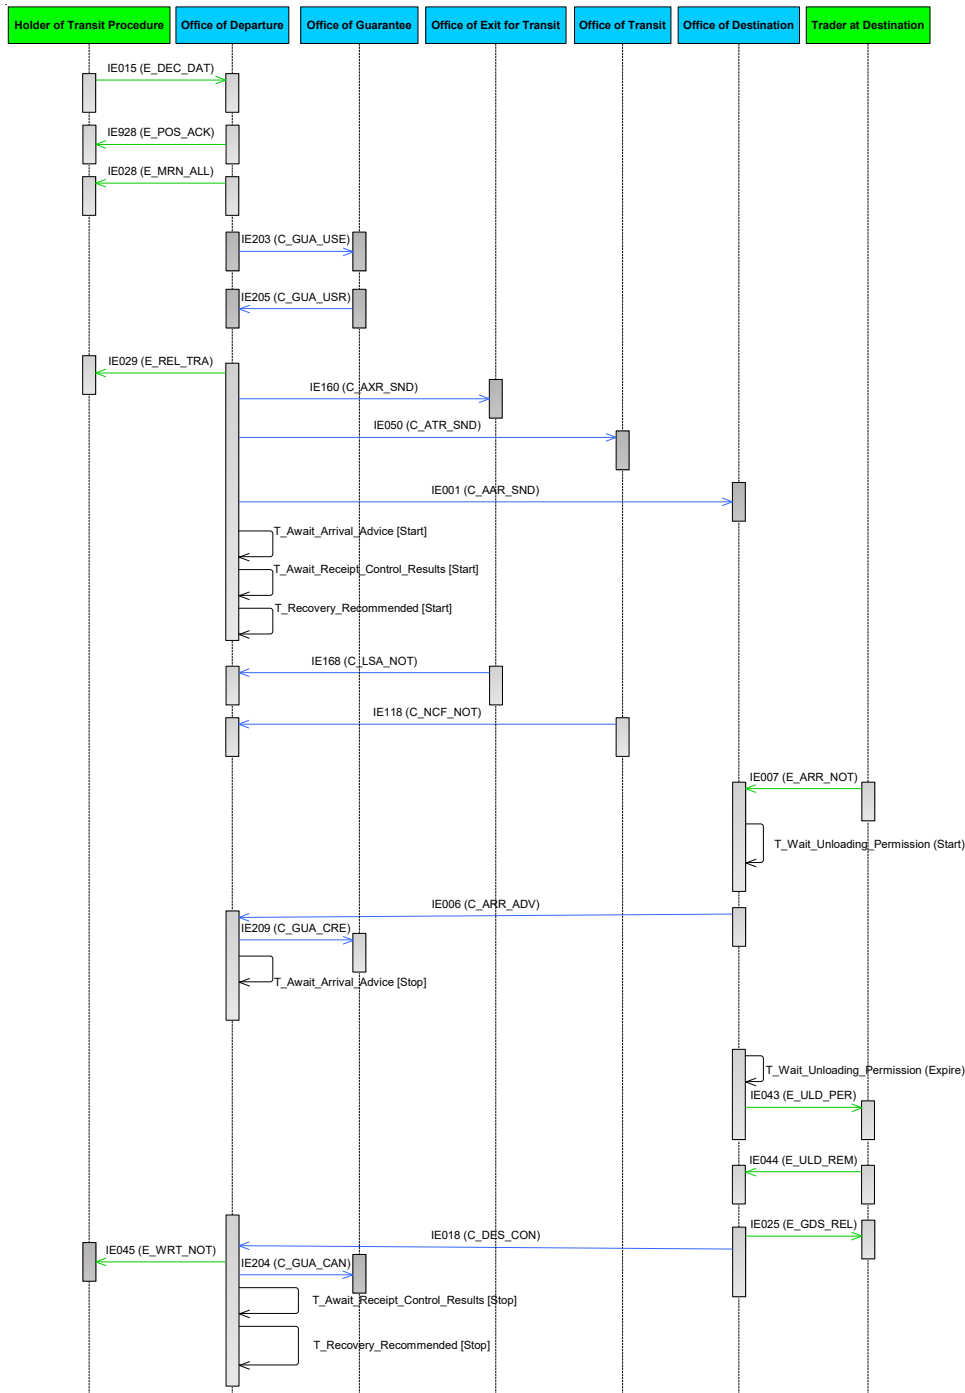 Holder of Transit Procedure
Office of Departure
Office of Guarantee
Office of Exit for Transit
Office of Transit
Office of Destination
Trader at Destination
IE015 (E_DEC_DAT)
IE928 (E_POS_ACK)
IE028 (E_MRN_ALL)
IE203 (C_GUA_USE)
IE205 (C_GUA_USR)
IE029 (E_REL_TRA)
IE160 (C_AXR_SND)
IE050 (C_ATR_SND)
IE001 (C_AAR_SND)
T_Await_Arrival_Advice [Start]
T_Await_Receipt_Control_Results [Start]
T_Recovery_Recommended [Start]
IE168 (C_LSA_NOT)
IE118 (C_NCF_NOT)
IE007 (E_ARR_NOT)
T_Wait_Unloading_Permission (Start)
IE006 (C_ARR_ADV)
IE209 (C_GUA_CRE)
T_Await_Arrival_Advice [Stop]
T_Wait_Unloading_Permission (Expire)
IE043 (E_ULD_PER)
IE044 (E_ULD_REM)
IE025 (E_GDS_REL)
IE018 (C_DES_CON)
IE045 (E_WRT_NOT)
IE204 (C_GUA_CAN)
T_Await_Receipt_Control_Results [Stop]
T_Recovery_Recommended [Stop]